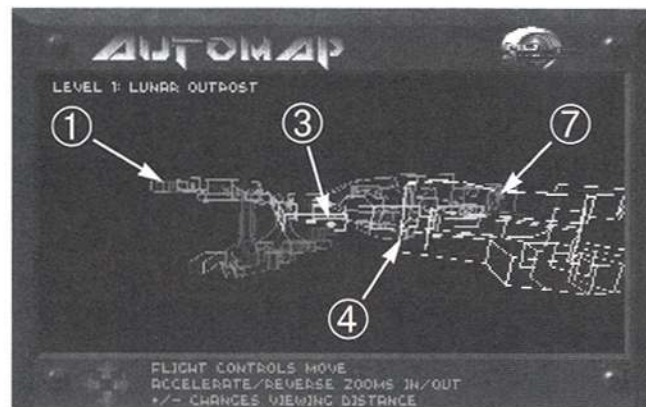 AUTOMAP
LEVEL 1: LUNAR OUTPOST
①
③
⑦
④
FLIGHT CONTROLS MOVE
ACCELERATE/REVERSE ZOOMS IN/OUT
+/- CHANGES VIEWING DISTANCE